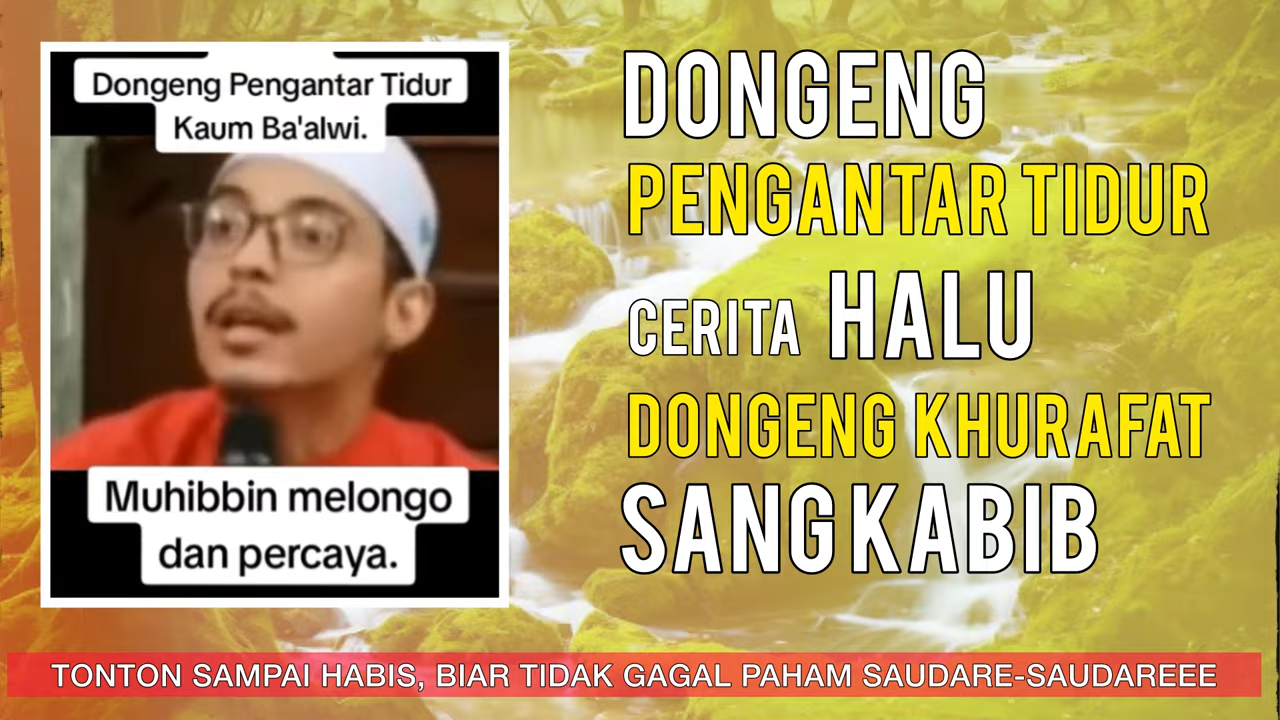 Dongeng Pengantar Tidur
Kaum Ba'alwi.
Muhibbin melongo
dan percaya.
DONGENG
PENGANTAR TIDUR
CERITA HALU
DONGENG KHURAFAT
SANG KABIB
TONTON SAMPAI HABIS, BIAR TIDAK GAGAL PAHAM SAUDARE-SAUDAREEE